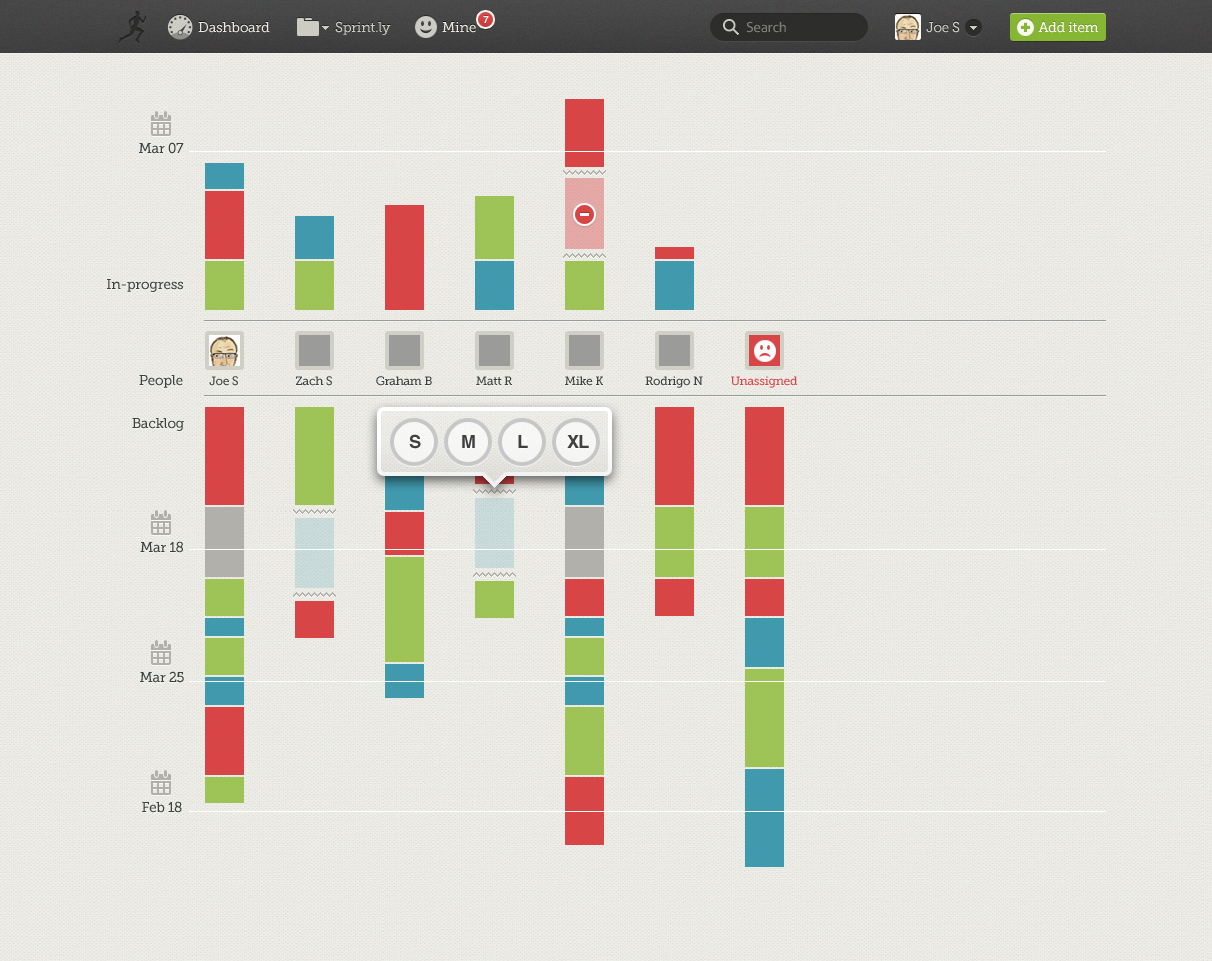 Dashboard
Sprint.ly
Mine
7
Search
Joe S
Add item
Mar 07
In-progress
People
Joe S
Zach S
Graham B
Matt R
Mike K
Rodrigo N
Unassigned
Backlog
S
M
L
XL
Mar 18
Mar 25
Feb 18